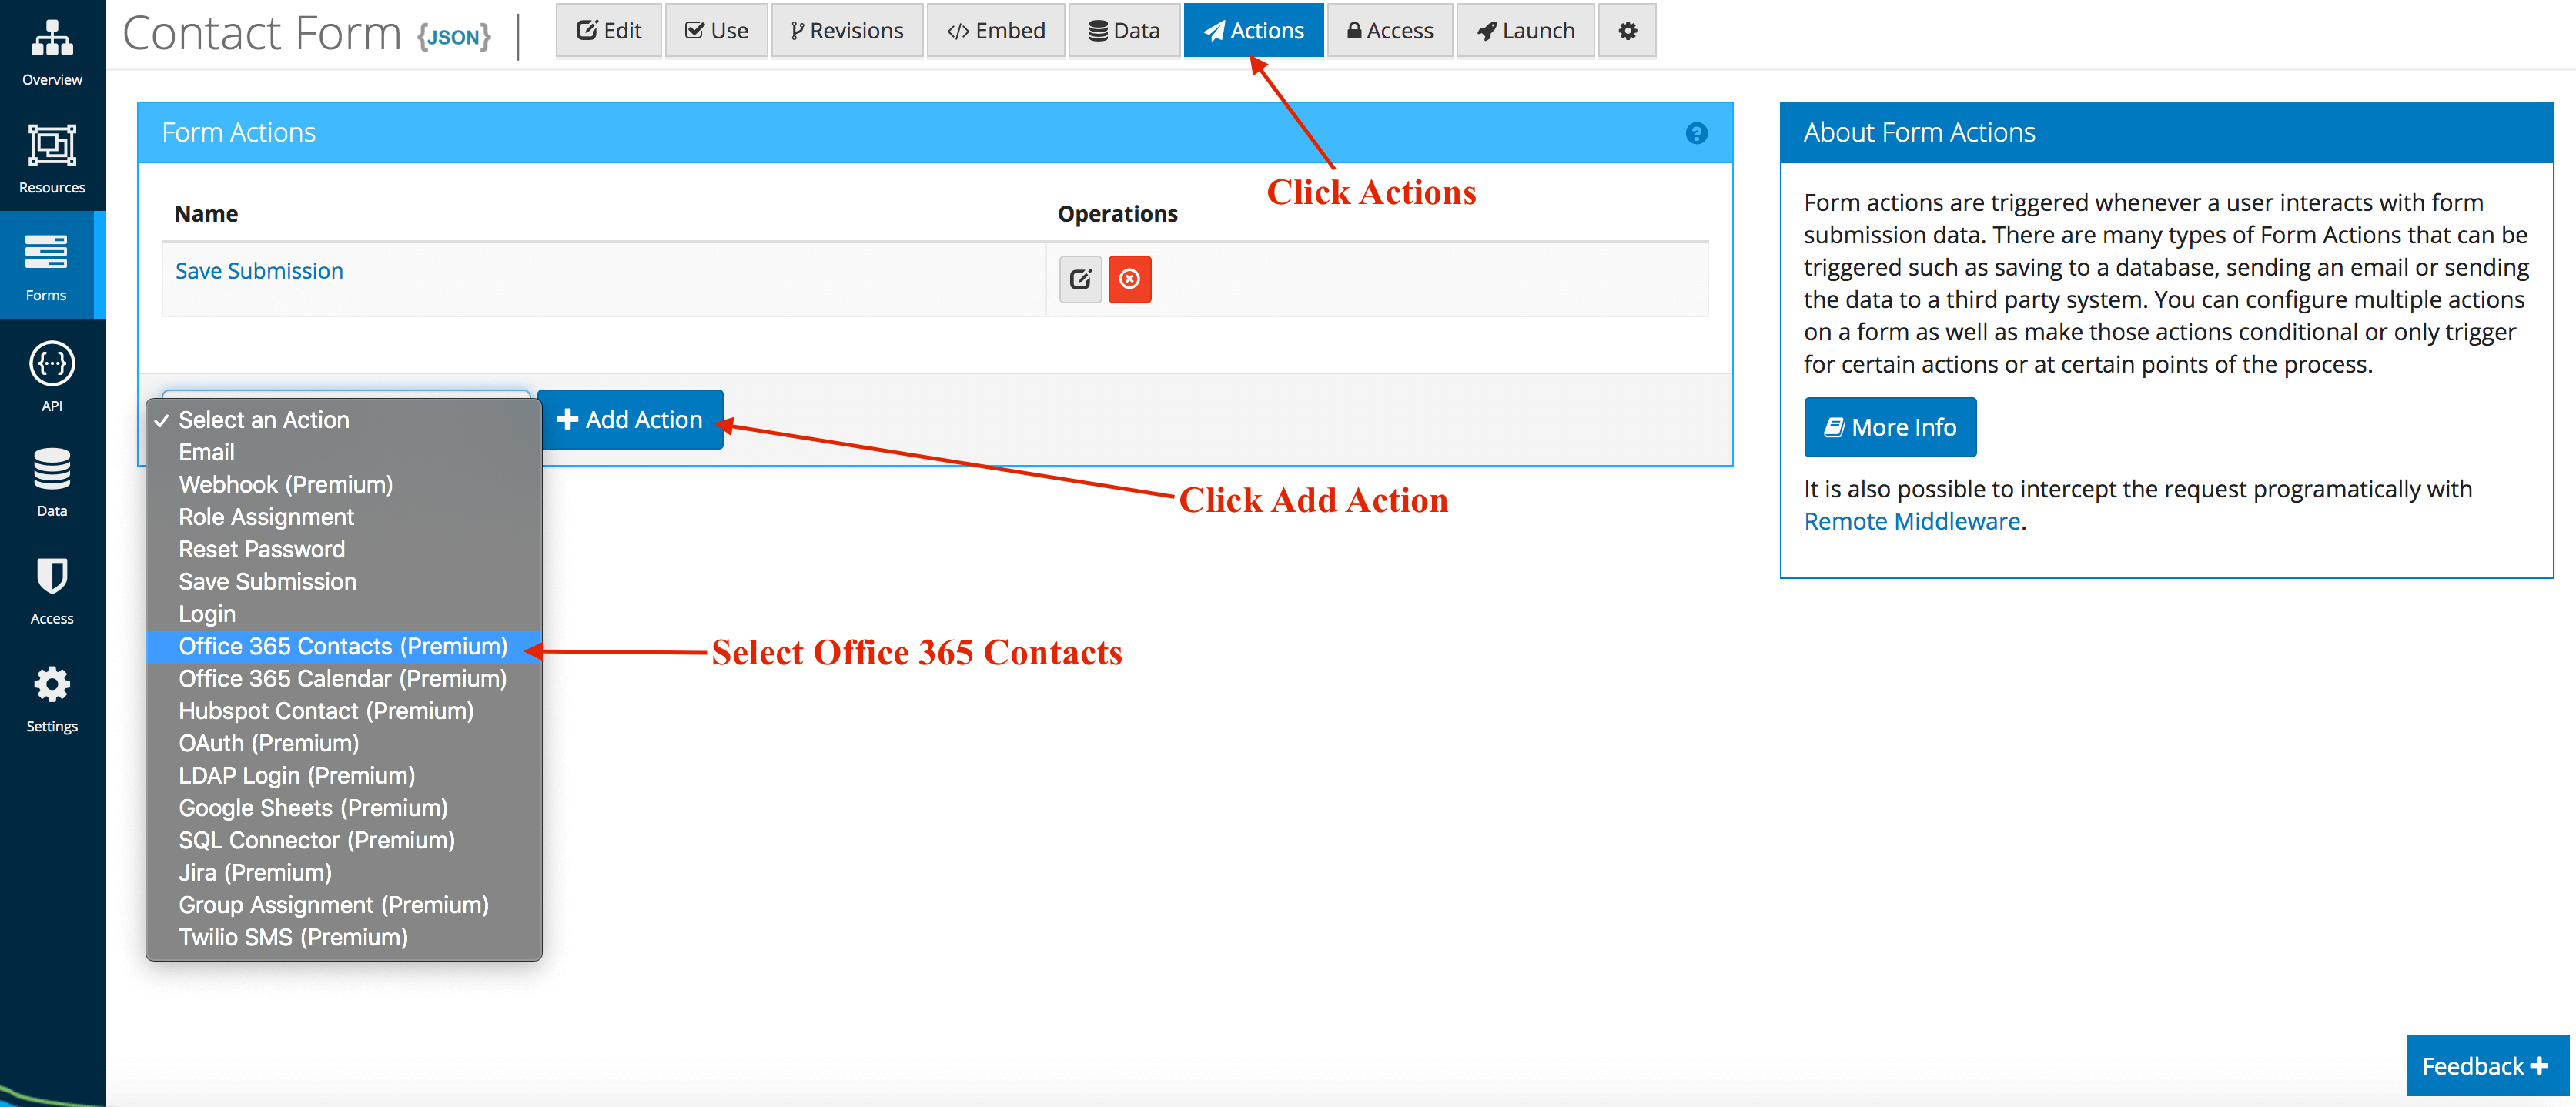 Contact Form {JSON}
Edit
Use
Revisions
</> Embed
Data
Actions
Access
Launch
Overview
Resources
Forms
API
Data
Access
Settings
Form Actions
?
Click Actions
Name
Operations
Save Submission
Select an Action
Email
Webhook (Premium)
Role Assignment
Reset Password
Save Submission
Login
Office 365 Contacts (Premium)
Office 365 Calendar (Premium)
Hubspot Contact (Premium)
OAuth (Premium)
LDAP Login (Premium)
Google Sheets (Premium)
SQL Connector (Premium)
Jira (Premium)
Group Assignment (Premium)
Twilio SMS (Premium)
Add Action
Click Add Action
Select Office 365 Contacts
About Form Actions
Form actions are triggered whenever a user interacts with form
submission data. There are many types of Form Actions that can be
triggered such as saving to a database, sending an email or sending
the data to a third party system. You can configure multiple actions
on a form as well as make those actions conditional or only trigger
for certain actions or at certain points of the process.
More Info
It is also possible to intercept the request programatically with
Remote Middleware.
Feedback